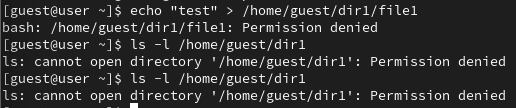 [guest@user ~]$ echo "test" > /home/guest/dir1/file1
bash: /home/guest/dir1/file1: Permission denied
[guest@user ~]$ ls -l /home/guest/dir1
ls: cannot open directory '/home/guest/dir1': Permission denied
[guest@user ~]$ ls -l /home/guest/dir1
ls: cannot open directory '/home/guest/dir1': Permission denied